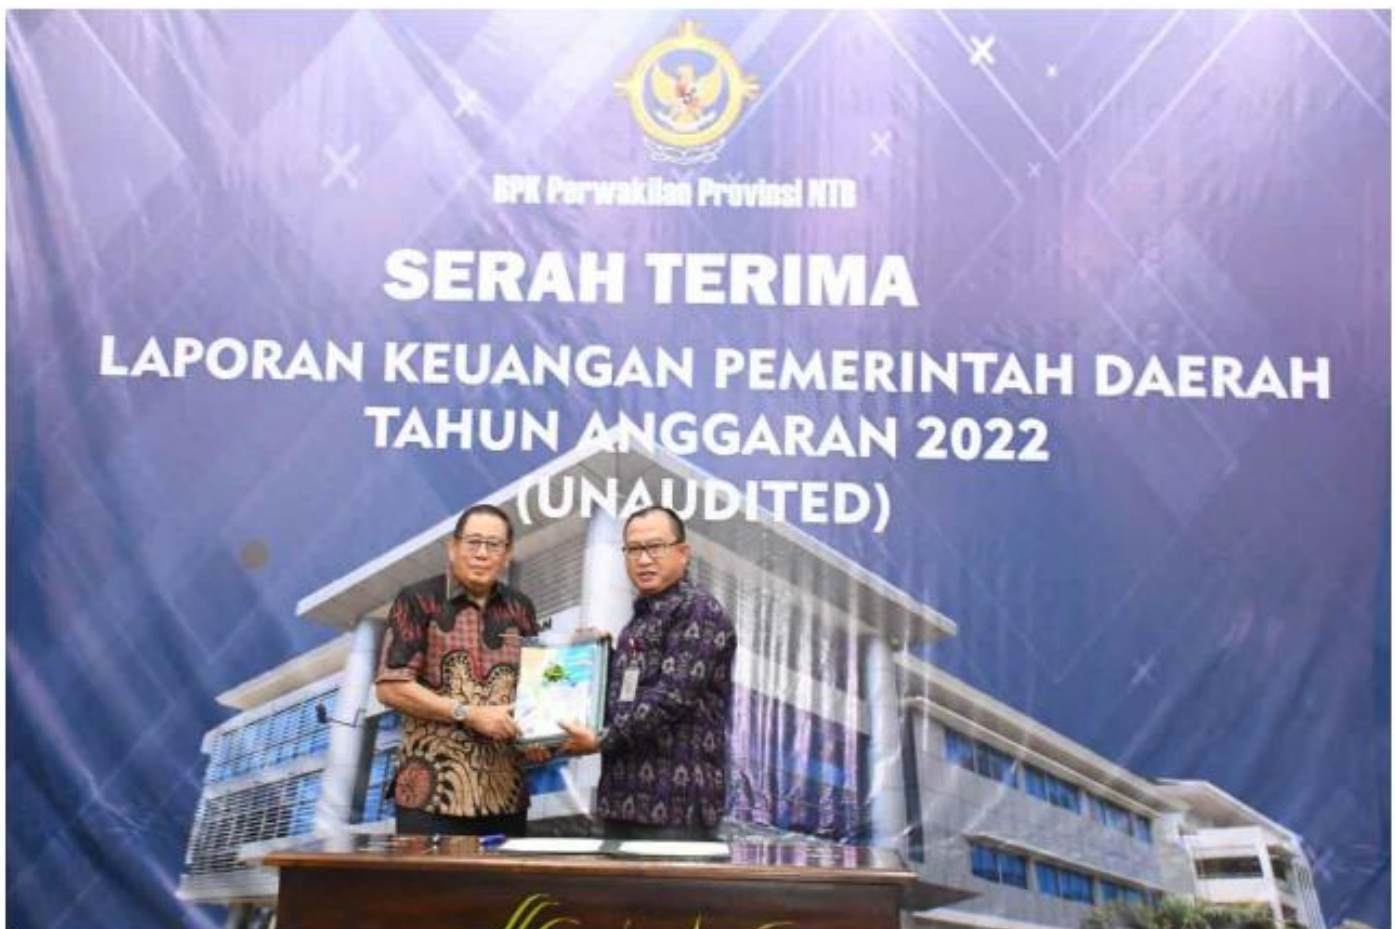 BPK Perwakilan Provinsi NTB
SERAH TERIMA
LAPORAN KEUANGAN PEMERINTAH DAERAH
TAHUN ANGGARAN 2022
(UNAUDITED)